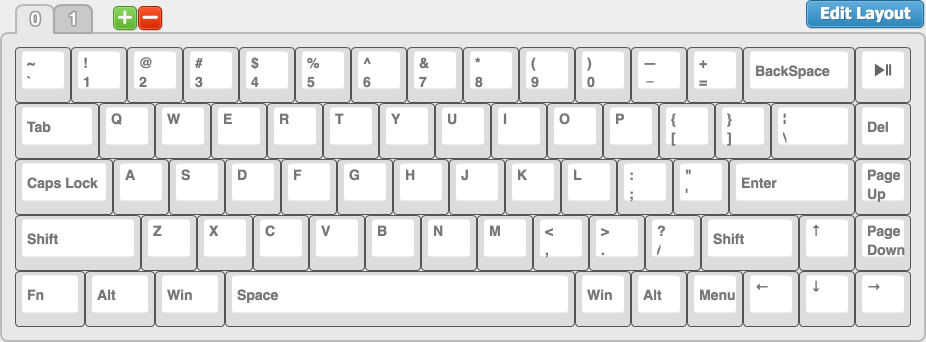 0 1 + − Edit Layout
~ ! @ # $ % ^ & * ( ) — +
` 1 2 3 4 5 6 7 8 9 0 − = BackSpace ⏯
Tab Q W E R T Y U I O P { } ¦ Del
[ ] \
Caps Lock A S D F G H J K L : " Enter Page
; ' Up
Shift Z X C V B N M < > ? Shift ↑ Page
, . / Down
Fn Alt Win Space Win Alt Menu ← ↓ →